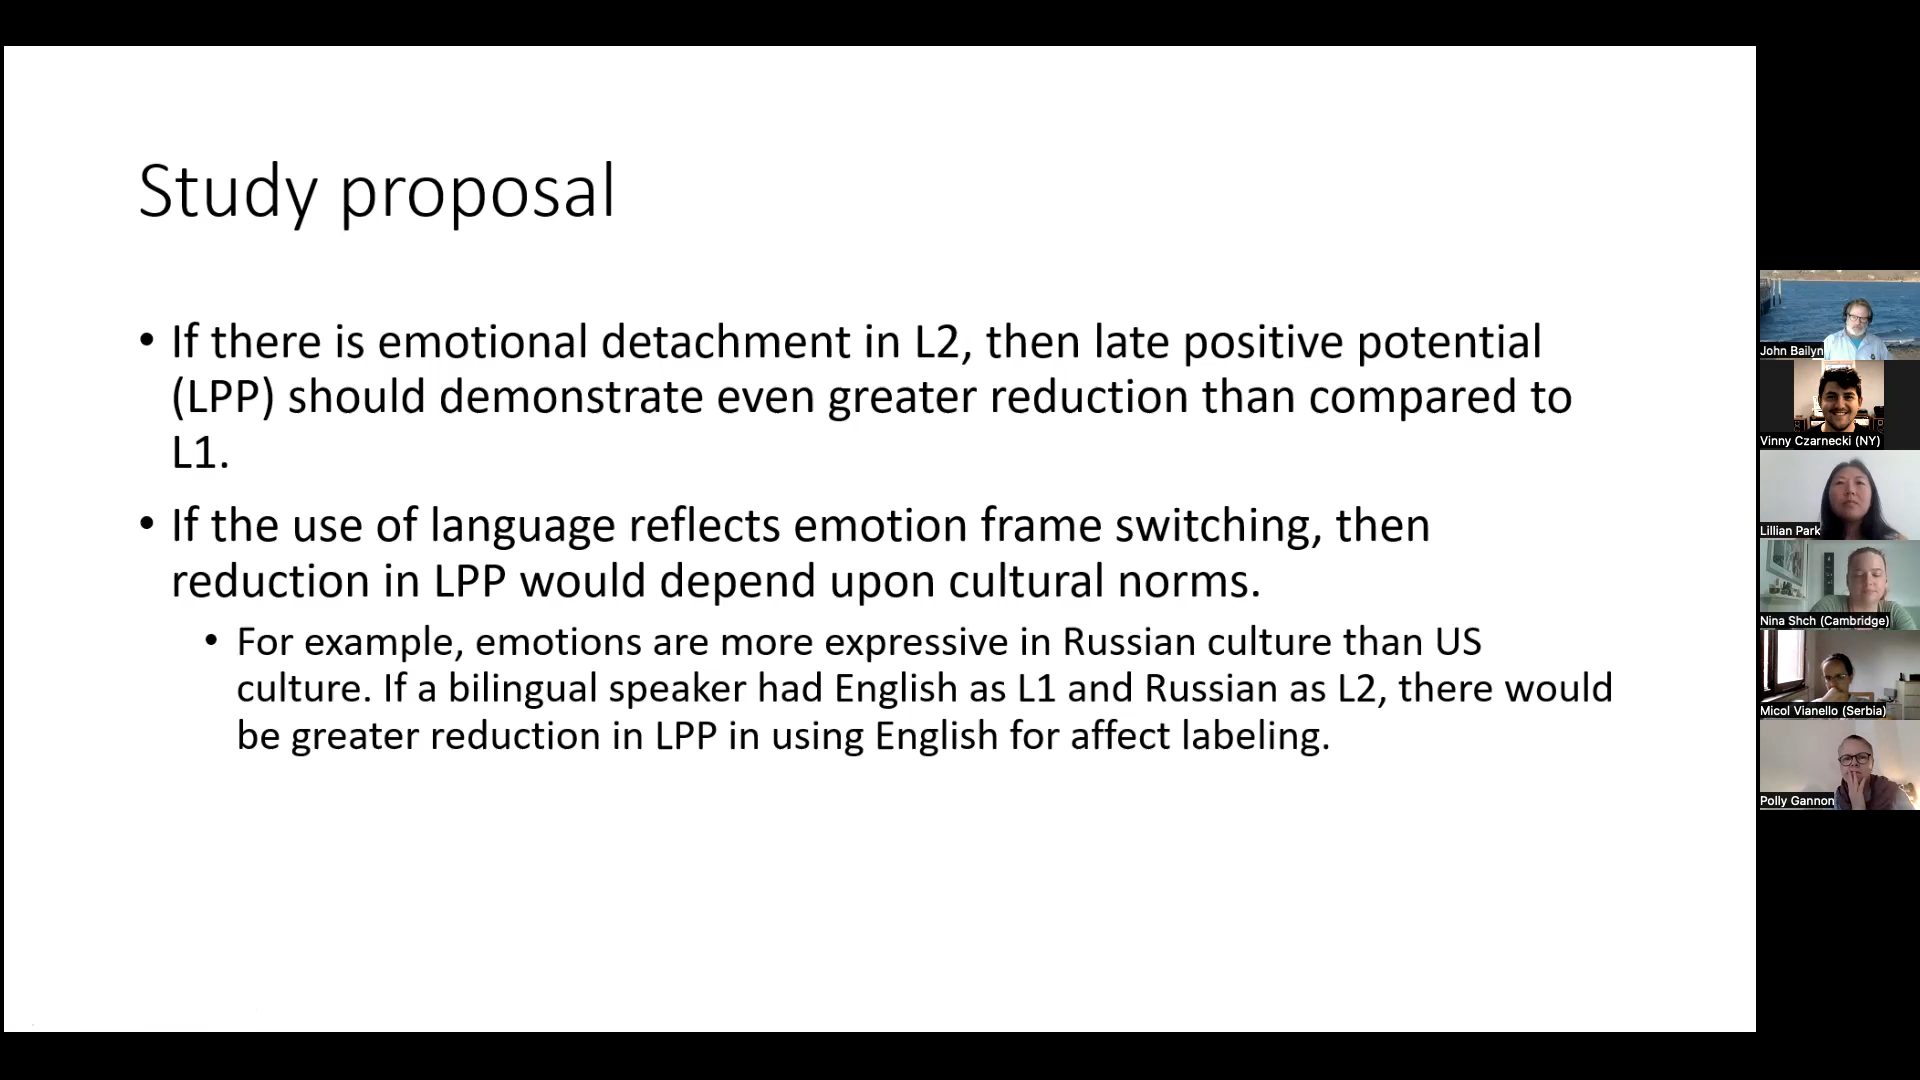 Study proposal
• If there is emotional detachment in L2, then late positive potential
(LPP) should demonstrate even greater reduction than compared to
L1.
• If the use of language reflects emotion frame switching, then
reduction in LPP would depend upon cultural norms.
• For example, emotions are more expressive in Russian culture than US
culture. If a bilingual speaker had English as L1 and Russian as L2, there would
be greater reduction in LPP in using English for affect labeling.
John Bailyn
Vinny Czarnecki (NY)
Lillian Park
Nina Shch (Cambridge)
Micol Vianello (Serbia)
Polly Gannon